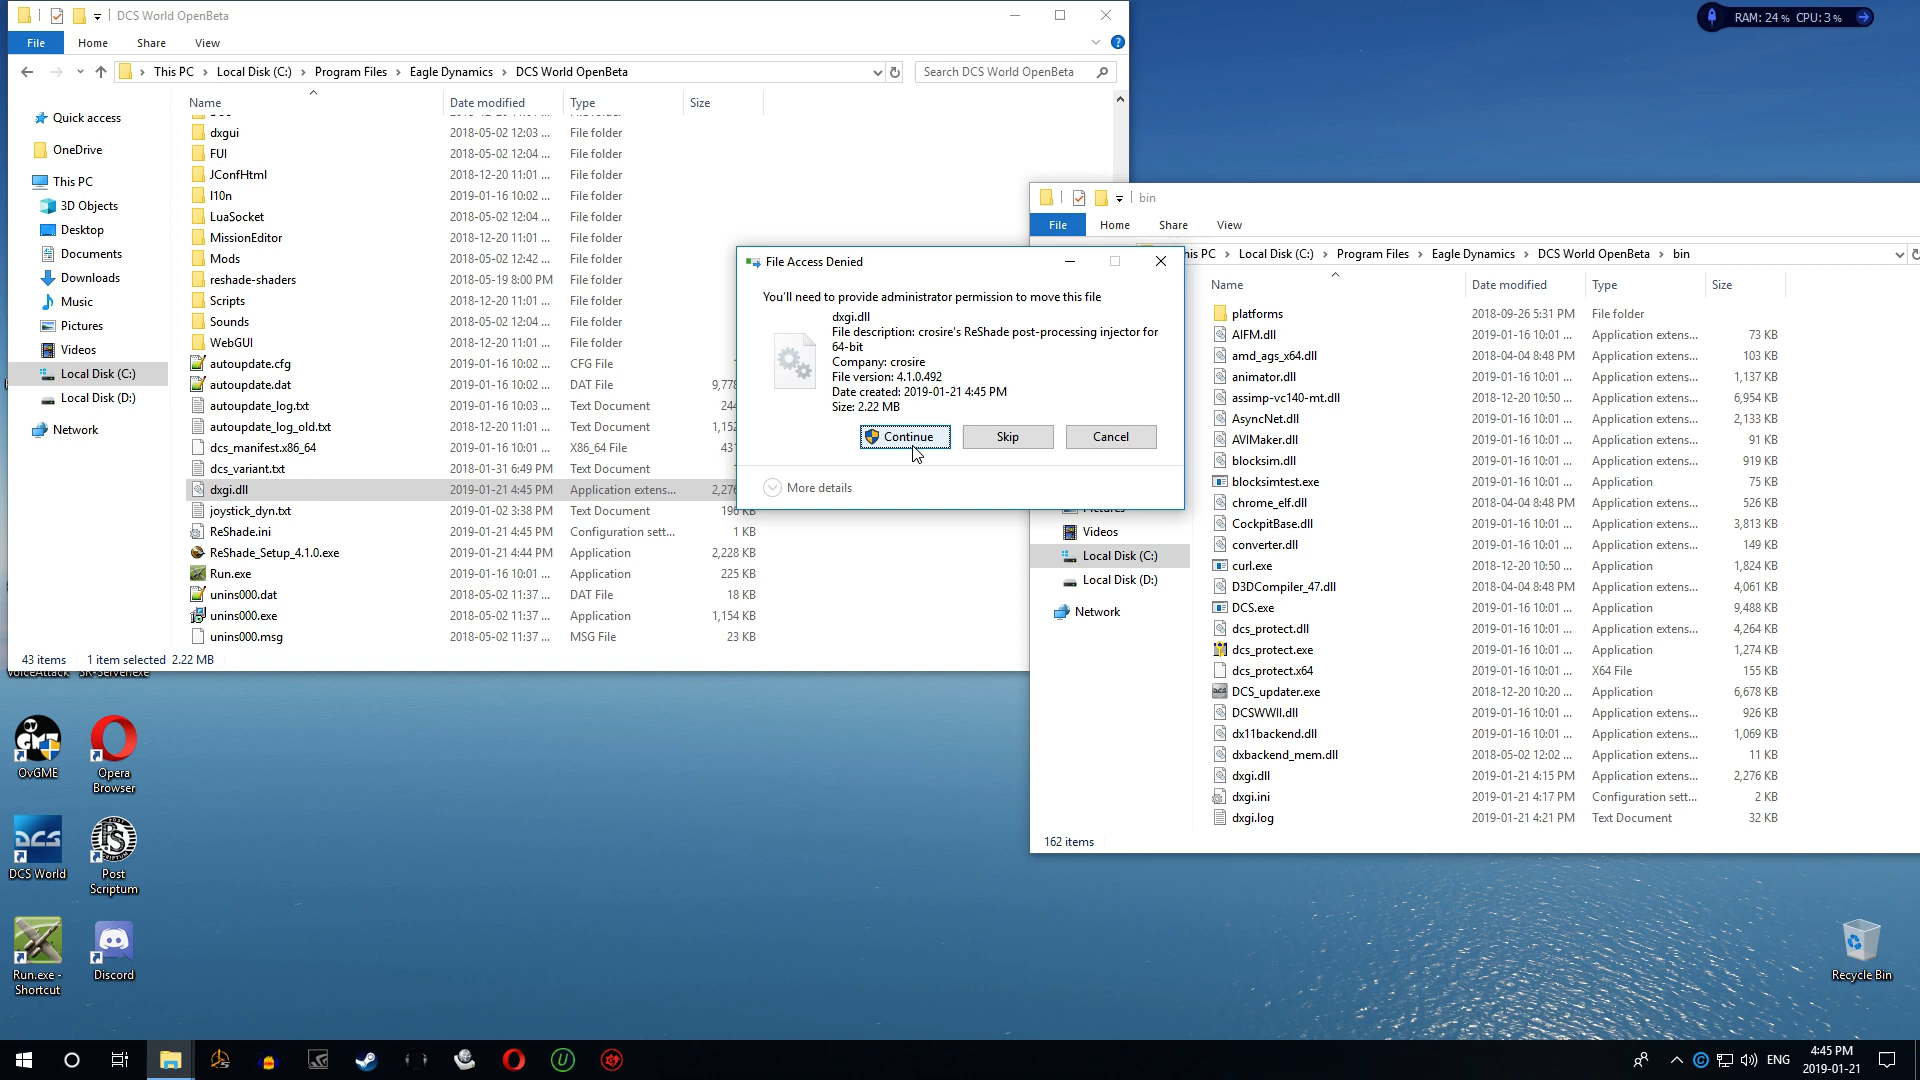 DCS World OpenBeta
File Home Share View
This PC Local Disk (C:) Program Files Eagle Dynamics DCS World OpenBeta
Search DCS World OpenBeta
Name Date modified Type Size
Quick access
OneDrive
This PC
3D Objects
Desktop
Documents
Downloads
Music
Pictures
Videos
Local Disk (C:)
Local Disk (D:)
Network
dxgui 2018-05-02 12:03 ... File folder
FUI 2018-05-02 12:04 ... File folder
JConfHtml 2018-12-20 11:01 ... File folder
l10n 2019-01-16 10:02 ... File folder
LuaSocket 2018-05-02 12:04 ... File folder
MissionEditor 2018-12-20 11:01 ... File folder
Mods 2018-05-02 12:42 ... File folder
reshade-shaders 2018-05-19 8:00 PM File folder
Scripts 2018-12-20 11:01 ... File folder
Sounds 2018-05-02 12:04 ... File folder
WebGUI 2018-12-20 11:01 ... File folder
autoupdate.cfg 2019-01-16 10:02 ... CFG File
autoupdate.dat 2019-01-16 10:02 ... DAT File 9,778
autoupdate_log.txt 2019-01-16 10:03 ... Text Document 244
autoupdate_log_old.txt 2018-12-20 11:01 ... Text Document 1,152
dcs_manifest.x86_64 2019-01-16 10:01 ... X86_64 File 431
dcs_variant.txt 2018-01-31 6:49 PM Text Document
dxgi.dll 2019-01-21 4:45 PM Application extens... 2,276
joystick_dyn.txt 2019-01-02 3:38 PM Text Document 196 KB
ReShade.ini 2019-01-21 4:45 PM Configuration sett... 1 KB
ReShade_Setup_4.1.0.exe 2019-01-21 4:44 PM Application 2,228 KB
Run.exe 2019-01-16 10:01 ... Application 225 KB
unins000.dat 2018-05-02 11:37 ... DAT File 18 KB
unins000.exe 2018-05-02 11:37 ... Application 1,154 KB
unins000.msg 2018-05-02 11:37 ... MSG File 23 KB
43 items 1 item selected 2.22 MB
RAM: 24 % CPU: 3 %
File Access Denied
You'll need to provide administrator permission to move this file
dxgi.dll
File description: crosire's ReShade post-processing injector for
64-bit
Company: crosire
File version: 4.1.0.492
Date created: 2019-01-21 4:45 PM
Size: 2.22 MB
Continue Skip Cancel
More details
bin
File Home Share View
his PC Local Disk (C:) Program Files Eagle Dynamics DCS World OpenBeta bin
Name Date modified Type Size
Pictures
Videos
Local Disk (C:)
Local Disk (D:)
Network
platforms 2018-09-26 5:31 PM File folder
AIFM.dll 2019-01-16 10:01 ... Application extens... 73 KB
amd_ags_x64.dll 2018-04-04 8:48 PM Application extens... 103 KB
animator.dll 2019-01-16 10:01 ... Application extens... 1,137 KB
assimp-vc140-mt.dll 2018-12-20 10:50 ... Application extens... 6,954 KB
AsyncNet.dll 2019-01-16 10:01 ... Application extens... 2,133 KB
AVIMaker.dll 2019-01-16 10:01 ... Application extens... 91 KB
blocksim.dll 2019-01-16 10:01 ... Application extens... 919 KB
blocksimtest.exe 2019-01-16 10:01 ... Application 75 KB
chrome_elf.dll 2018-04-04 8:48 PM Application extens... 526 KB
CockpitBase.dll 2019-01-16 10:01 ... Application extens... 3,813 KB
converter.dll 2019-01-16 10:01 ... Application extens... 149 KB
curl.exe 2018-12-20 10:50 ... Application 1,824 KB
D3DCompiler_47.dll 2018-04-04 8:48 PM Application extens... 4,061 KB
DCS.exe 2019-01-16 10:01 ... Application 9,488 KB
dcs_protect.dll 2019-01-16 10:01 ... Application extens... 4,264 KB
dcs_protect.exe 2019-01-16 10:01 ... Application 1,274 KB
dcs_protect.x64 2019-01-16 10:01 ... X64 File 155 KB
DCS_updater.exe 2018-12-20 10:20 ... Application 6,678 KB
DCSWWII.dll 2019-01-16 10:01 ... Application extens... 926 KB
dx11backend.dll 2019-01-16 10:01 ... Application extens... 1,069 KB
dxbackend_mem.dll 2018-05-02 12:02 ... Application extens... 11 KB
dxgi.dll 2019-01-21 4:15 PM Application extens... 2,276 KB
dxgi.ini 2019-01-21 4:17 PM Configuration sett... 2 KB
dxgi.log 2019-01-21 4:21 PM Text Document 32 KB
162 items
VoiceAttack SR-Server.exe
OvGME
Opera
Browser
DCS
DCS World
Post
Scriptum
Run.exe -
Shortcut
Discord
Recycle Bin
ENG
4:45 PM
2019-01-21